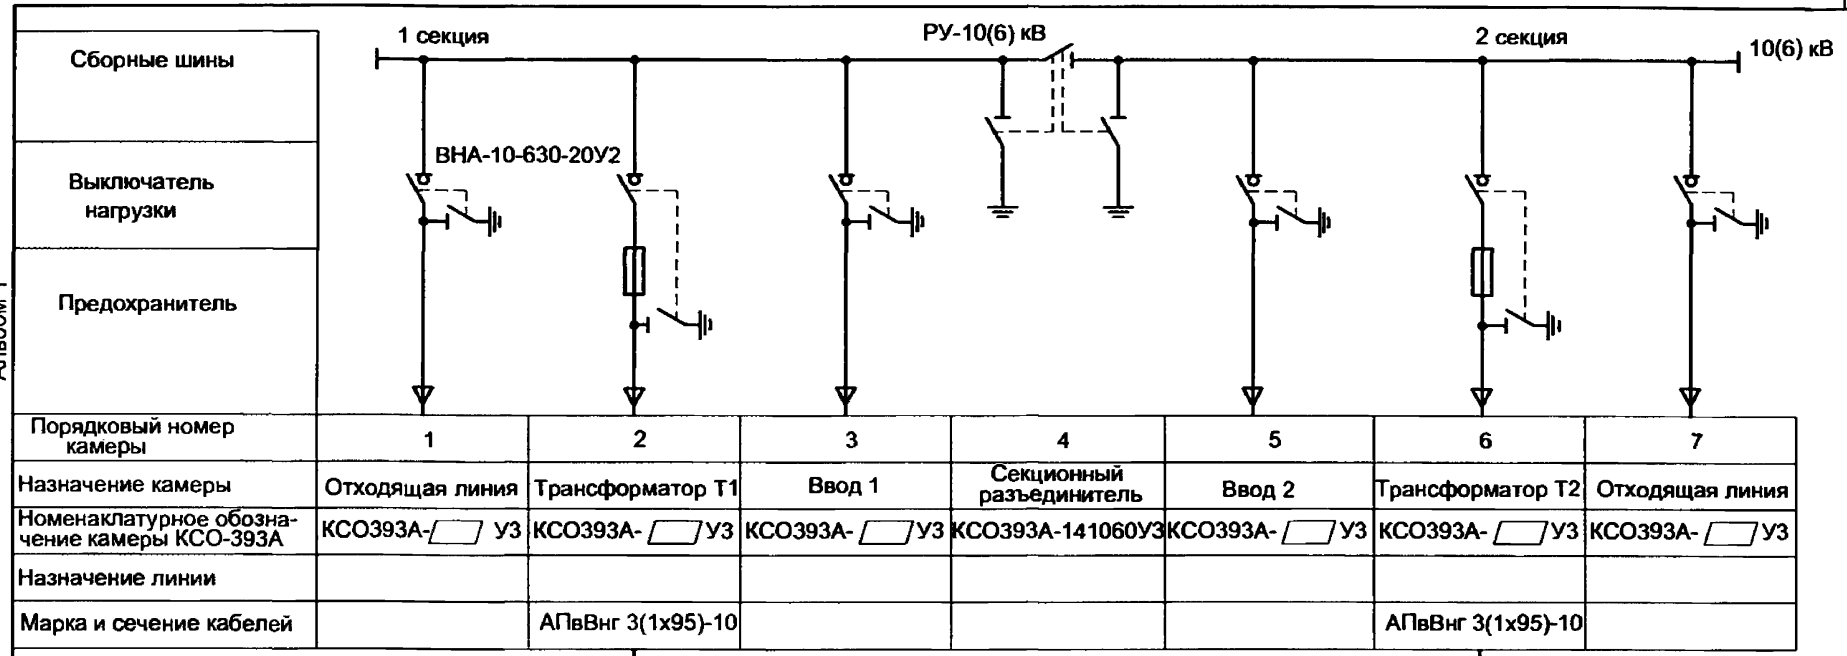 1 секция
РУ-10(6) кВ
2 секция
10(6) кВ
Сборные шины
ВНА-10-630-20У2
Выключатель
нагрузки
Предохранитель
Порядковый номер
камеры
1
2
3
4
5
6
7
Назначение камеры
Отходящая линия
Трансформатор Т1
Ввод 1
Секционный
разъединитель
Ввод 2
Трансформатор Т2
Отходящая линия
Номенаклатурное обозна-
чение камеры КСО-393А
КСО393А- У3
КСО393А- У3
КСО393А- У3
КСО393А-141060У3
КСО393А- У3
КСО393А- У3
КСО393А- У3
Назначение линии
Марка и сечение кабелей
АПвВнг 3(1х95)-10
АПвВнг 3(1х95)-10